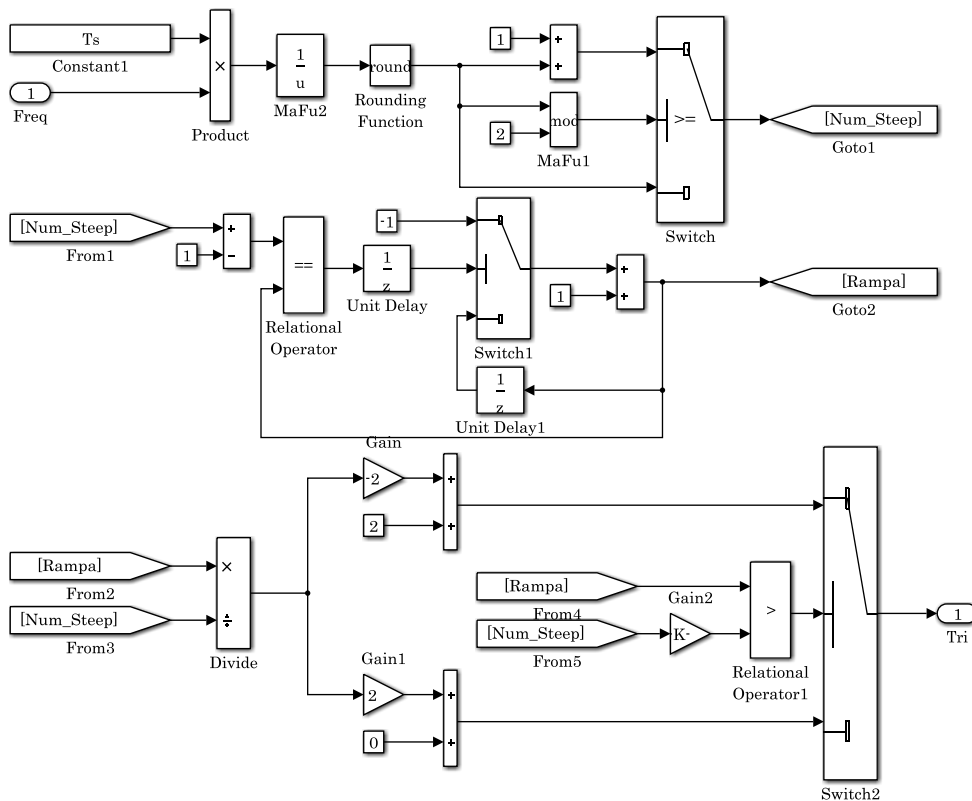 Ts
Constant1
1
Freq
×
Product
1
u
MaFu2
round
Rounding
Function
1
+
+
2
mod
MaFu1
>=
Switch
[Num_Steep]
Goto1
[Num_Steep]
From1
1
+
−
==
Relational
Operator
1
z
Unit Delay
-1
Switch1
1
z
Unit Delay1
1
+
+
[Rampa]
Goto2
[Rampa]
From2
[Num_Steep]
From3
×
÷
Divide
Gain
-2
2
+
+
Gain1
2
0
+
+
[Rampa]
From4
[Num_Steep]
From5
Gain2
K-
>
Relational
Operator1
Switch2
1
Tri